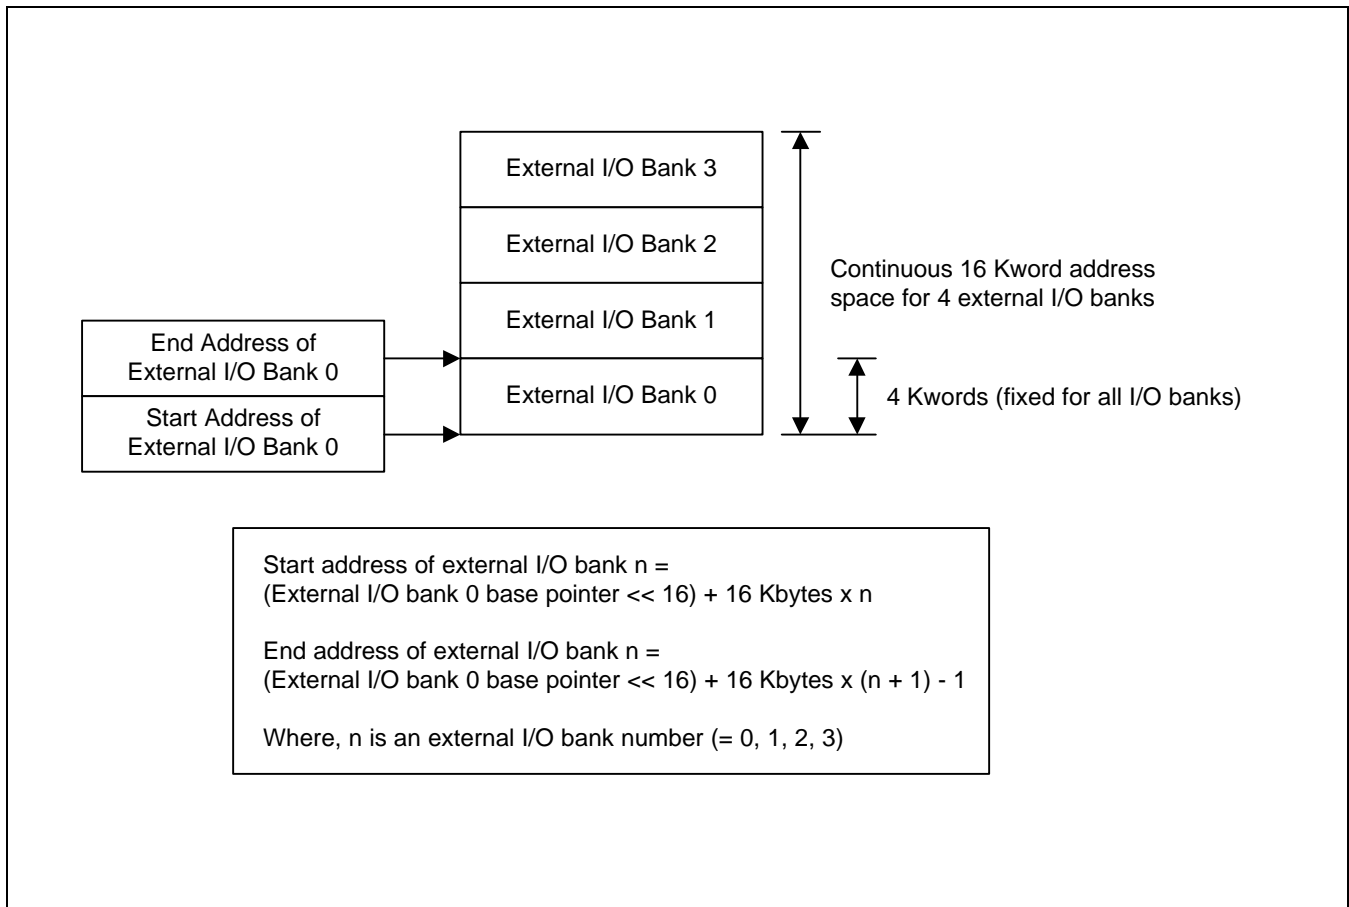 External I/O Bank 3
External I/O Bank 2
External I/O Bank 1
External I/O Bank 0
End Address of
External I/O Bank 0
Start Address of
External I/O Bank 0
Continuous 16 Kword address
space for 4 external I/O banks
4 Kwords (fixed for all I/O banks)
Start address of external I/O bank n =
(External I/O bank 0 base pointer << 16) + 16 Kbytes x n
End address of external I/O bank n =
(External I/O bank 0 base pointer << 16) + 16 Kbytes x (n + 1) - 1
Where, n is an external I/O bank number (= 0, 1, 2, 3)